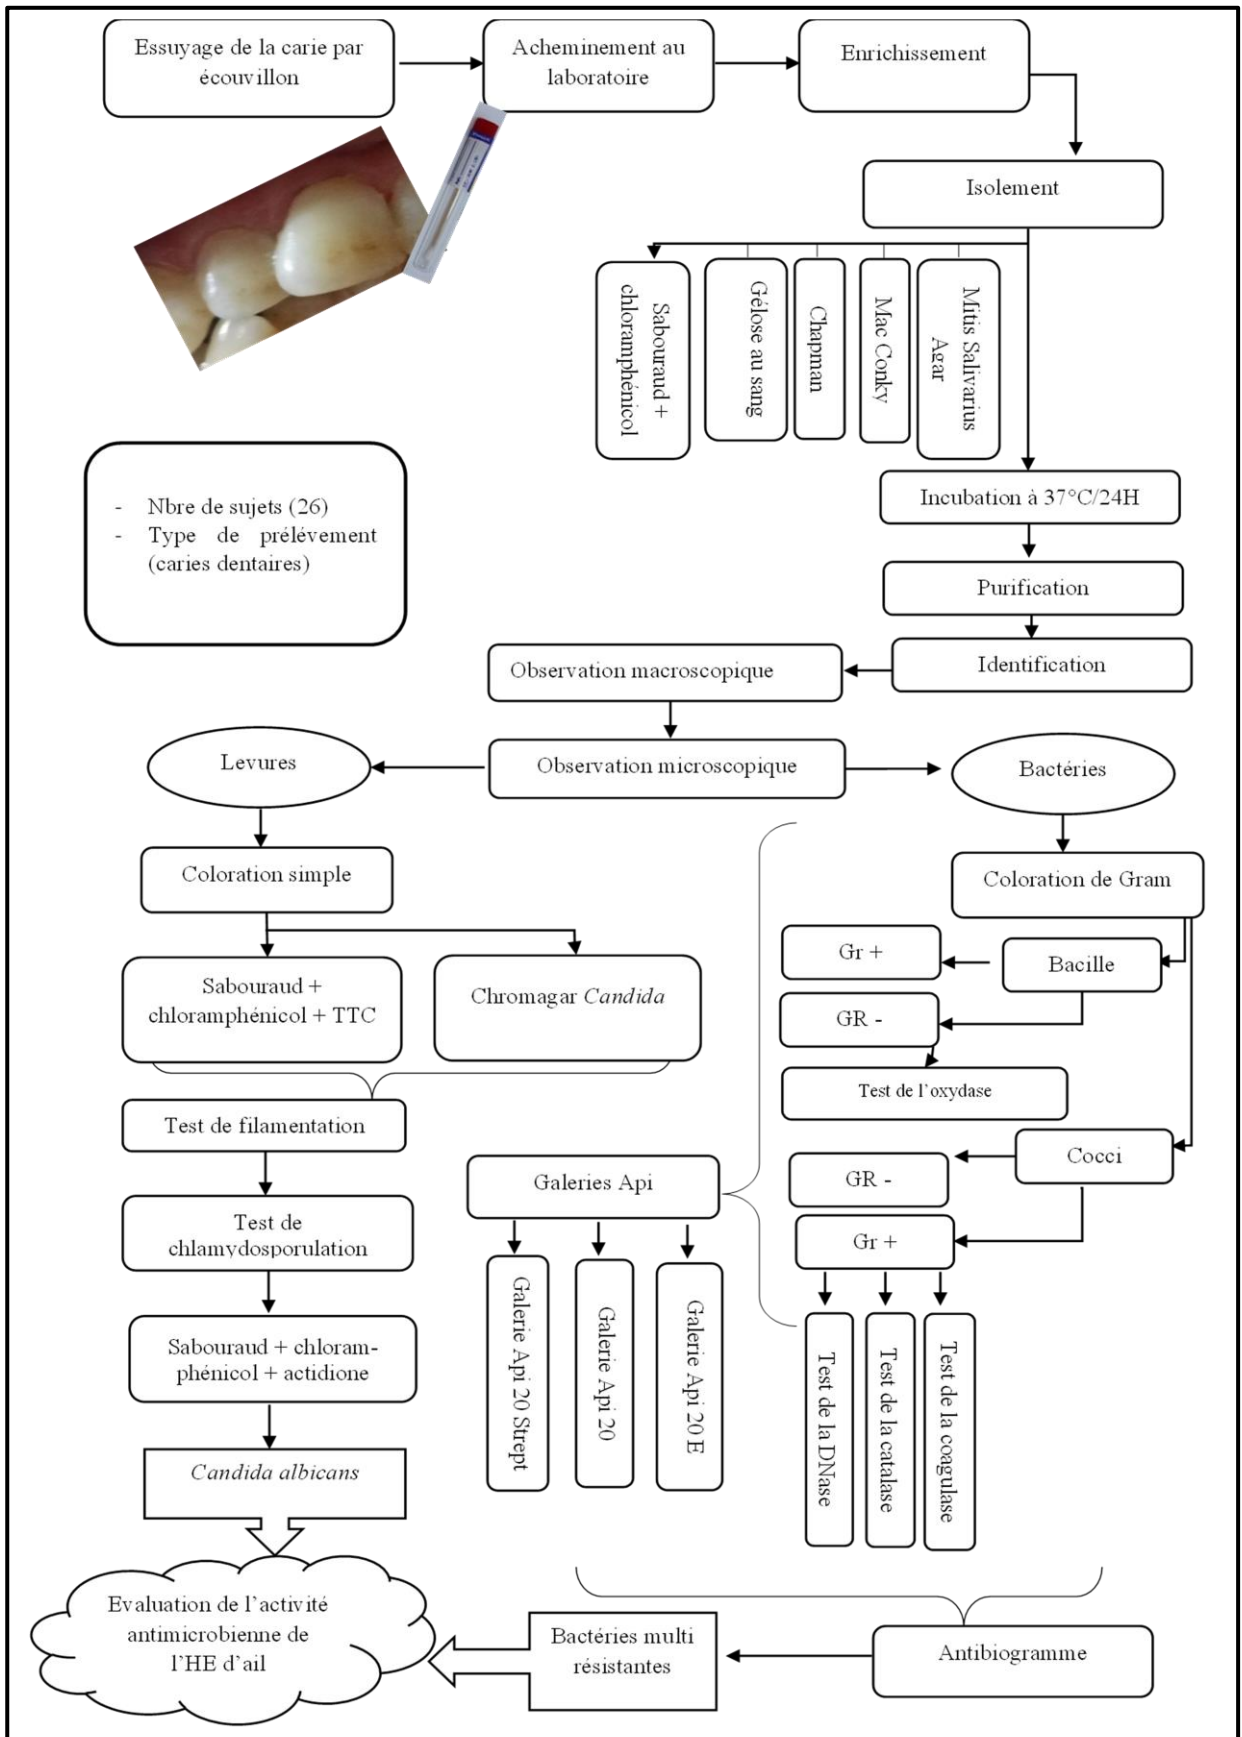 Essuyage de la carie par
écouvillon
Acheminement au
laboratoire
Enrichissement
Isolement
Sabouraud +
chloramphénicol
Gélose au sang
Chapman
Mac Conky
Mitis Salivarius
Agar
- Nbre de sujets (26)
- Type de prélévement
(caries dentaires)
Incubation à 37°C/24H
Purification
Identification
Observation macroscopique
Levures
Observation microscopique
Bactéries
Coloration simple
Coloration de Gram
Gr +
Bacille
Sabouraud +
chloramphénicol + TTC
Chromagar Candida
GR -
Test de l'oxydase
Test de filamentation
Cocci
Galeries Api
GR -
Test de
chlamydosporulation
Gr +
Galerie Api 20 Strept
Galerie Api 20
Galerie Api 20 E
Sabouraud + chloram-
phénicol + actidione
Test de la DNase
Test de la catalase
Test de la coagulase
Candida albicans
Evaluation de l'activité
antimicrobienne de
l'HE d'ail
Bactéries multi
résistantes
Antibiogramme